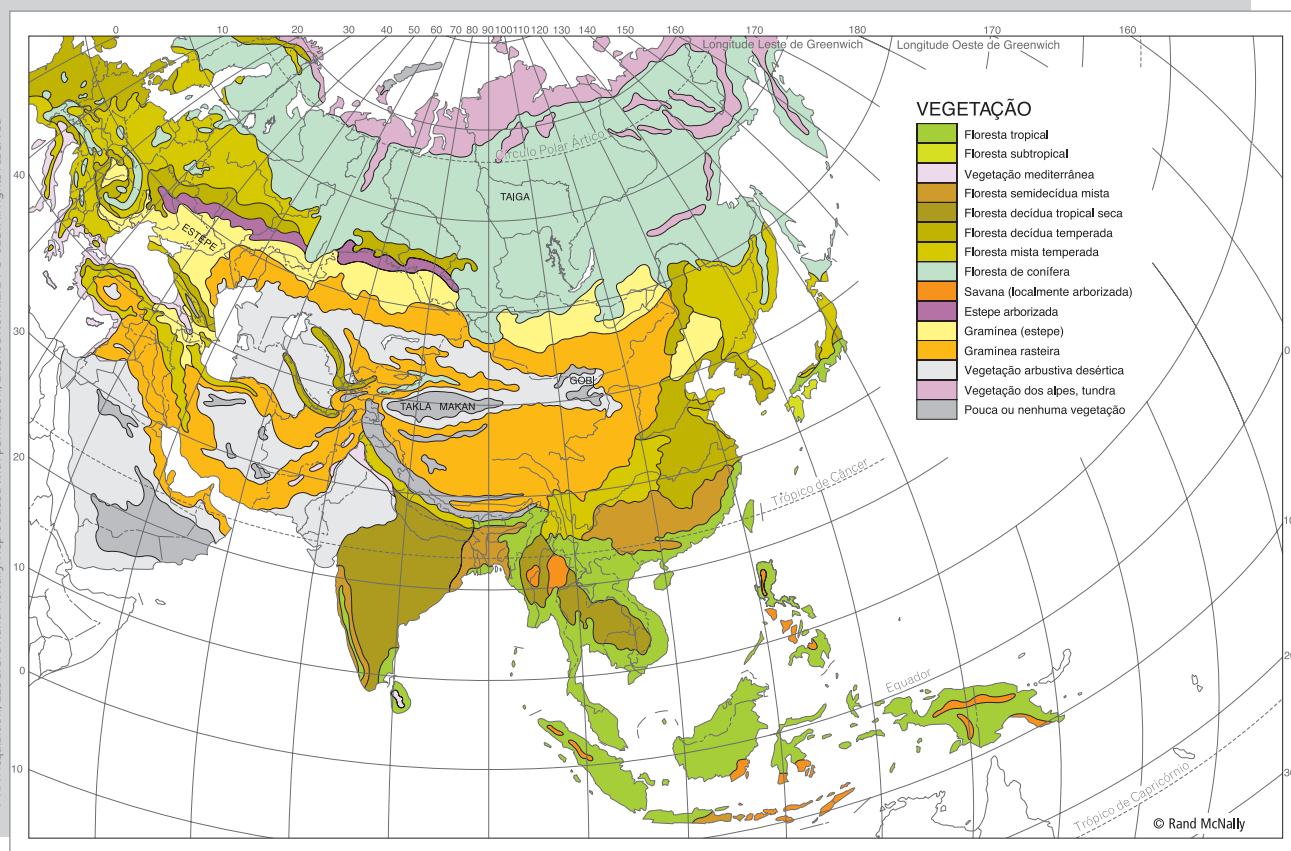 0 10 20 30 40 50 60 70 80 90 100 110 120 130 140 150 160 170 180 170 160
Longitude Leste de Greenwich
Longitude Oeste de Greenwich
VEGETAÇÃO
Floresta tropical
Floresta subtropical
Vegetação mediterrânea
Floresta semidecídua mista
Floresta decídua tropical seca
Floresta decídua temperada
Floresta mista temperada
Floresta de conífera
Savana (localmente arborizada)
Estepe arborizada
Gramínea (estepe)
Gramínea rasteira
Vegetação arbustiva desértica
Vegetação dos alpes, tundra
Pouca ou nenhuma vegetação
Círculo Polar Ártico
40
TAIGA
ESTEPE
30
0
GOBI
TAKLA MAKAN
20
Trópico de Câncer
10
10
0
20
Equador
10
30
Trópico de Capricórnio
© Rand McNally